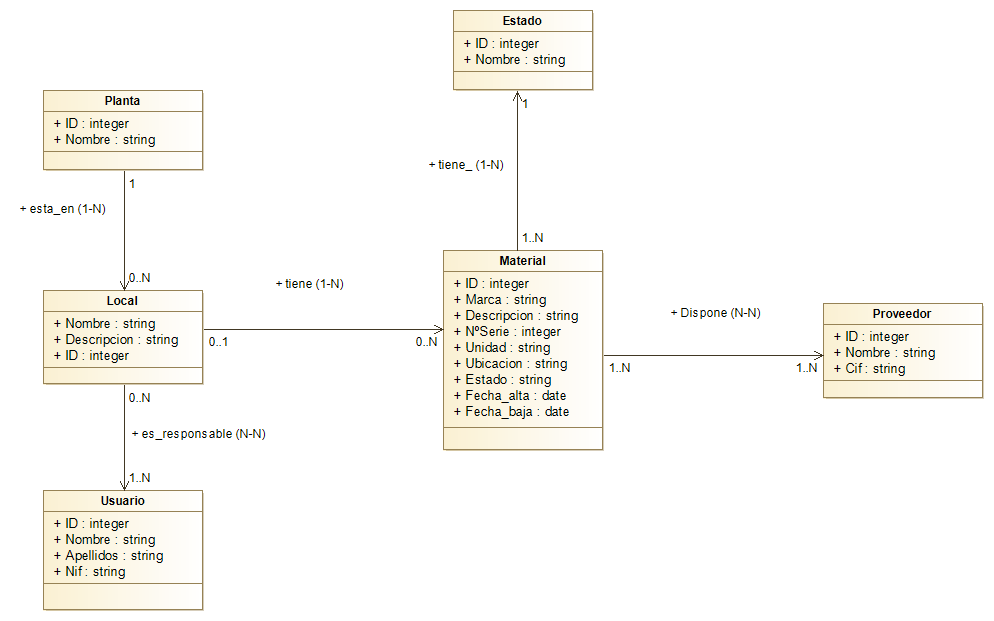 Estado
+ ID : integer
+ Nombre : string
1
+ tiene_ (1-N)
1..N
Planta
+ ID : integer
+ Nombre : string
1
+ esta_en (1-N)
0..N
Local
+ Nombre : string
+ Descripcion : string
+ ID : integer
+ tiene (1-N)
0..1
0..N
Material
+ ID : integer
+ Marca : string
+ Descripcion : string
+ NºSerie : integer
+ Unidad : string
+ Ubicacion : string
+ Estado : string
+ Fecha_alta : date
+ Fecha_baja : date
+ Dispone (N-N)
1..N
1..N
Proveedor
+ ID : integer
+ Nombre : string
+ Cif : string
0..N
+ es_responsable (N-N)
1..N
Usuario
+ ID : integer
+ Nombre : string
+ Apellidos : string
+ Nif : string